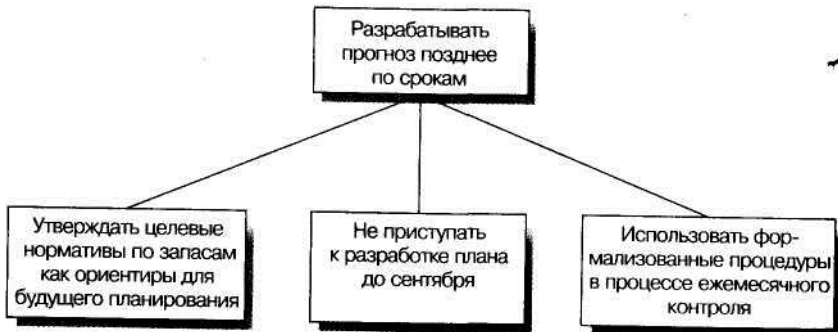 Разрабатывать
прогноз позднее
по срокам
Утверждать целевые
нормативы по запасам
как ориентиры для
будущего планирования
Не приступать
к разработке плана
до сентября
Использовать фор-
мализованные процедуры
в процессе ежемесячного
контроля